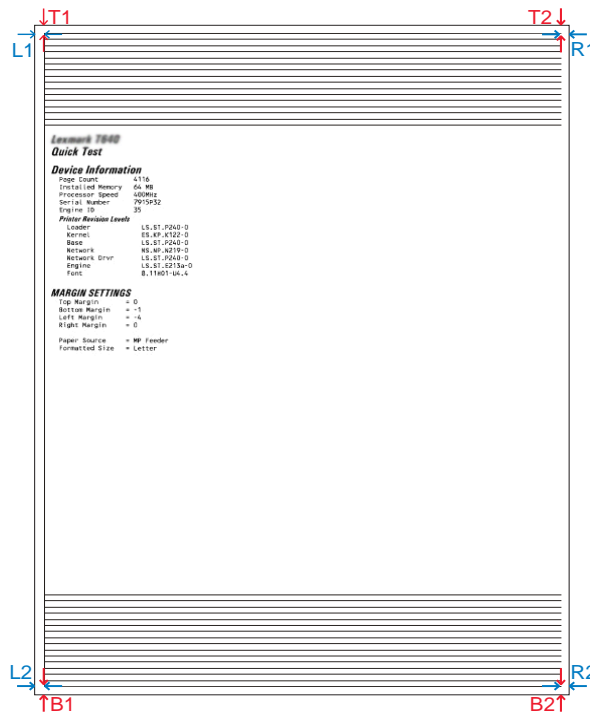 T1 T2
L1 R1
Lexmark T640
Quick Test
Device Information
Page Count 4116
Installed Memory 64 MB
Processor Speed 400MHz
Serial Number 7915P32
Engine ID 35
Printer Revision Levels
Loader LS.ST.P240-0
Kernel ES.KP.K122-0
Base LS.ST.P240-0
Network NS.NP.N219-0
Network Drvr LS.ST.P240-0
Engine LS.ST.E213a-0
Font 8.11H01-U4.4
MARGIN SETTINGS
Top Margin = 0
Bottom Margin = -1
Left Margin = -4
Right Margin = 0
Paper Source = MP Feeder
Formatted Size = Letter
L2 R2
B1 B2